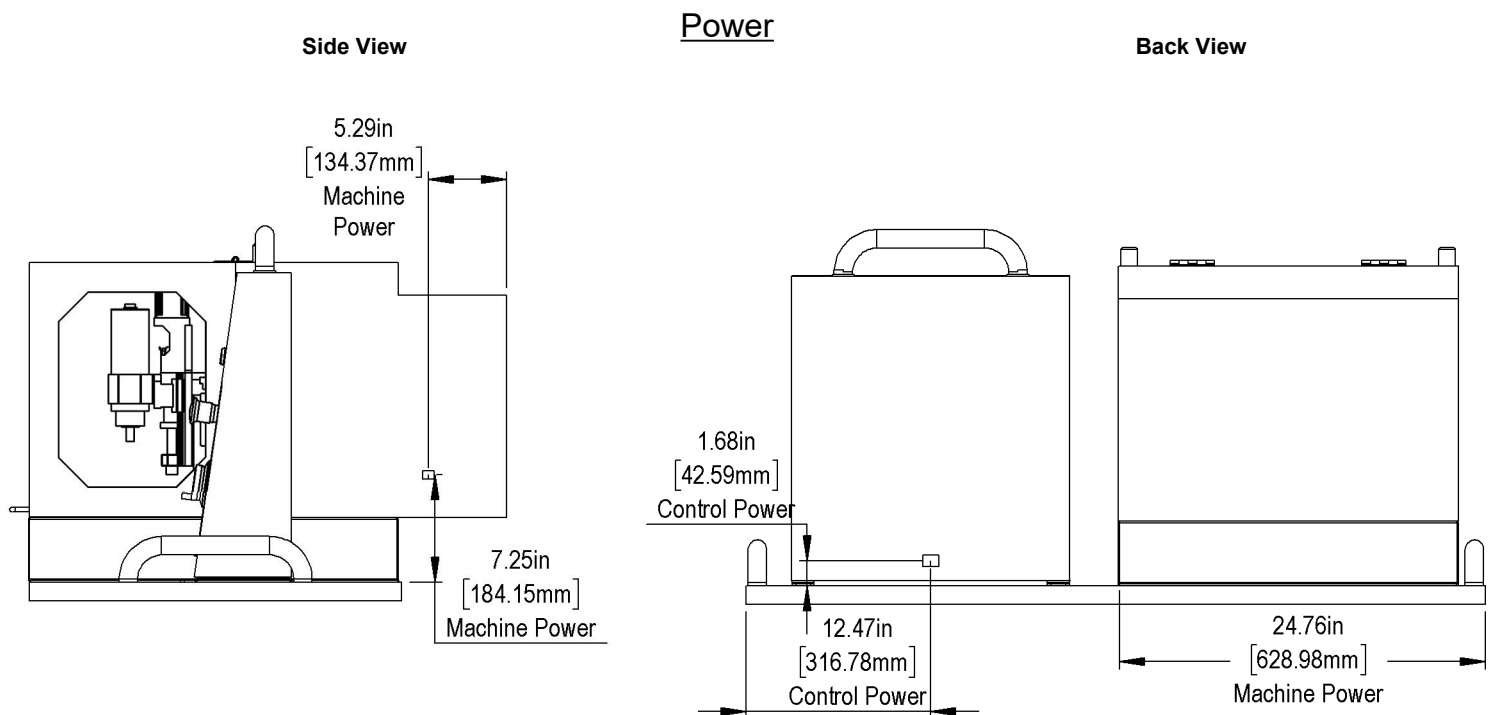 Power
Side View
Back View
5.29in
[134.37mm]
Machine
Power
7.25in
[184.15mm]
Machine Power
1.68in
[42.59mm]
Control Power
12.47in
[316.78mm]
Control Power
24.76in
[628.98mm]
Machine Power